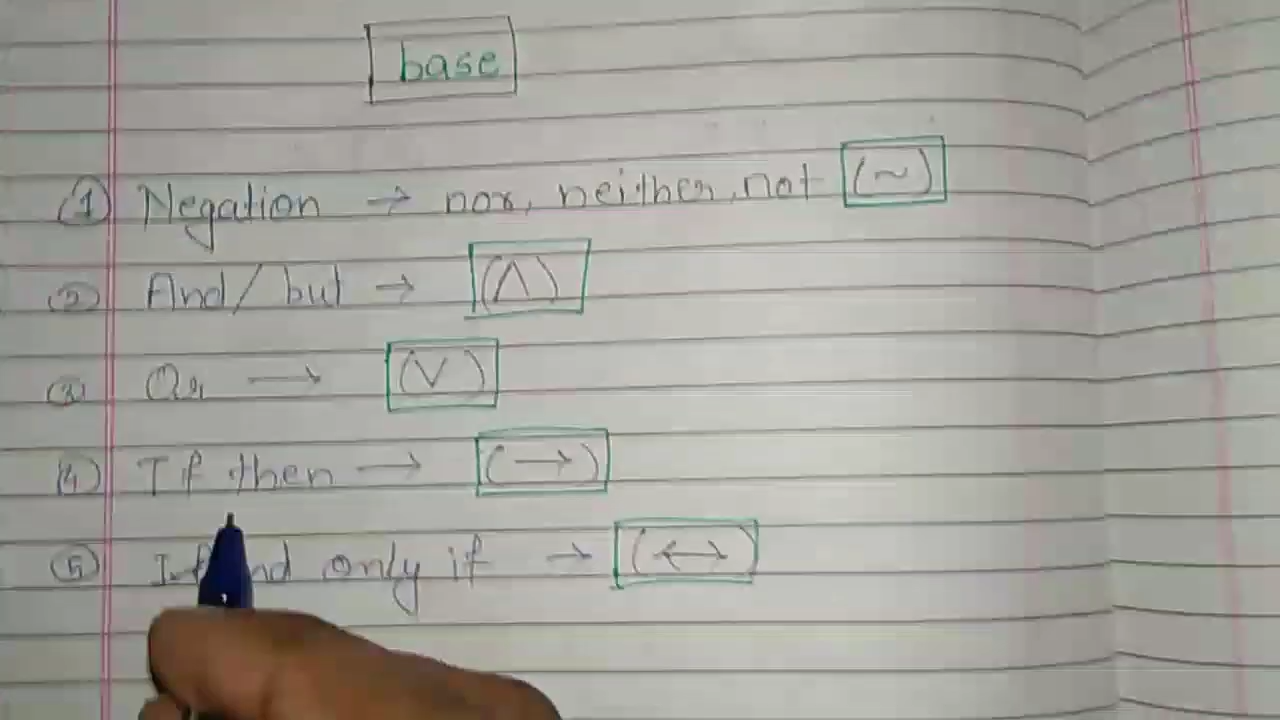 base
① Negation → nor, neither, not (~)
② And/but → (∧)
③ Or → (∨)
④ If then → (→)
⑤ If and only if → (↔)